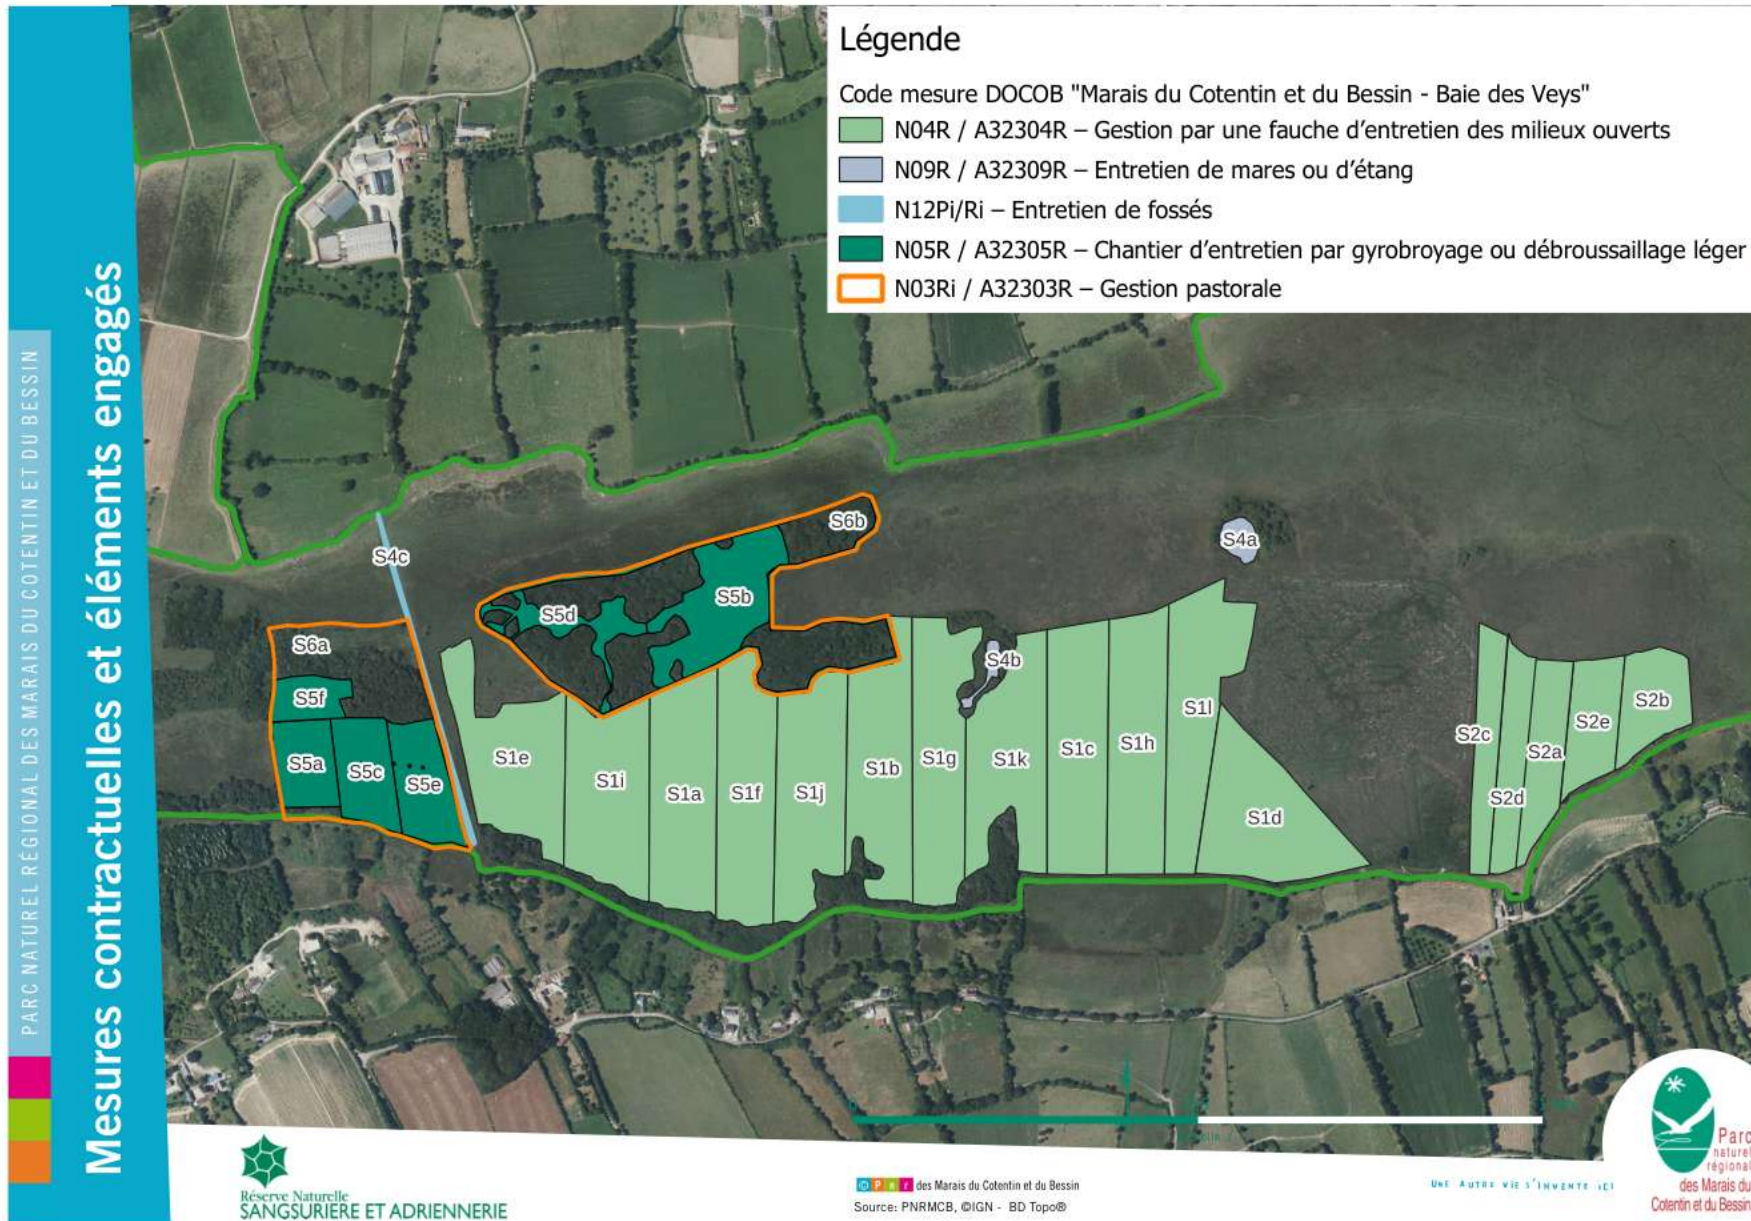 PARC NATUREL RÉGIONAL DES MARAIS DU COTENTIN ET DU BESSIN
Mesures contractuelles et éléments engagés
Légende
Code mesure DOCOB "Marais du Cotentin et du Bessin - Baie des Veys"
N04R / A32304R – Gestion par une fauche d'entretien des milieux ouverts
N09R / A32309R – Entretien de mares ou d'étang
N12Pi/Ri – Entretien de fossés
N05R / A32305R – Chantier d'entretien par gyrobroyage ou débroussaillage léger
N03Ri / A32303R – Gestion pastorale
S6b
S4a
S4c
S5b
S5d
S6a
S4b
S5f
S1l
S2b
S2e
S2c
S2a
S1c
S1h
S1e
S1g
S1k
S5a
S5c
S1b
S1i
S5e
S1a
S1f
S1j
S2d
S1d
Réserve Naturelle
SANGSURIERE ET ADRIENNERIE
© P n r des Marais du Cotentin et du Bessin
Source: PNRMCB, ©IGN - BD Topo®
UNE AUTRE VIE S'INVENTE ICI
Parc
naturel
régional
des Marais du
Cotentin et du Bessin